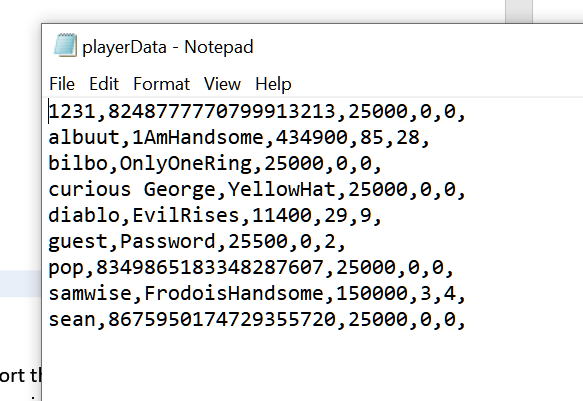 playerData - Notepad
File Edit Format View Help
1231,8248777770799913213,25000,0,0,
albuut,1AmHandsome,434900,85,28,
bilbo,OnlyOneRing,25000,0,0,
curious George,YellowHat,25000,0,0,
diablo,EvilRises,11400,29,9,
guest,Password,25500,0,2,
pop,8349865183348287607,25000,0,0,
samwise,FrodoisHandsome,150000,3,4,
sean,8675950174729355720,25000,0,0,
ort th